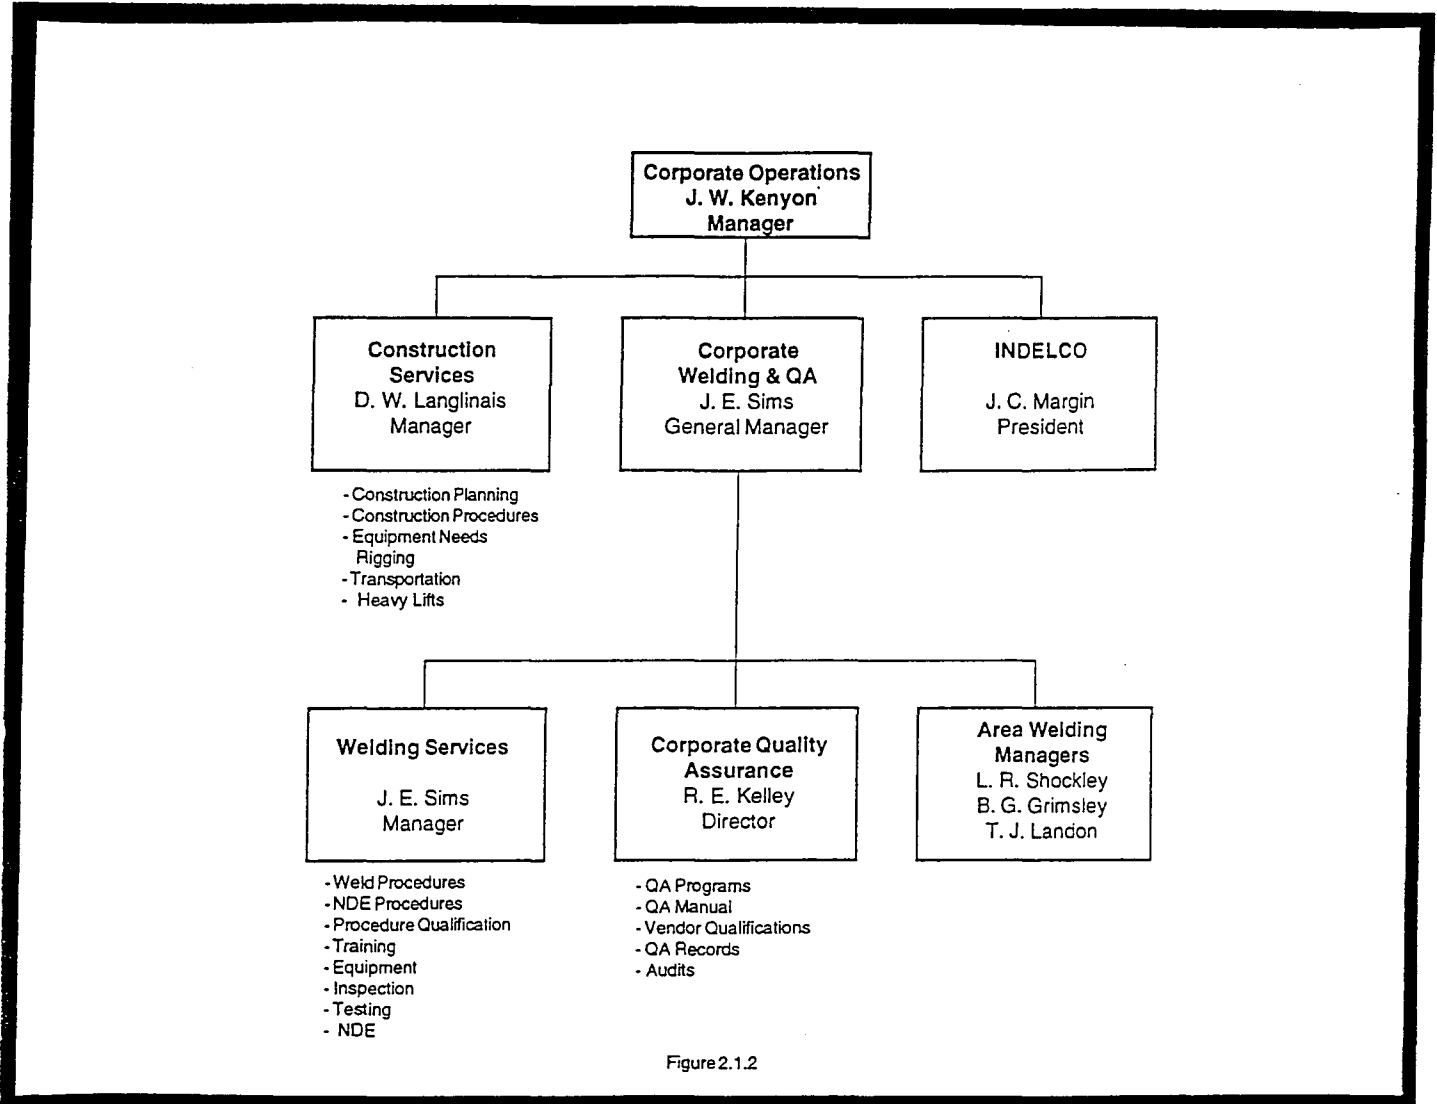 Corporate Operations
J. W. Kenyon
Manager
Construction
Services
D. W. Langlinais
Manager
Corporate
Welding & QA
J. E. Sims
General Manager
INDELCO
J. C. Margin
President
- Construction Planning
- Construction Procedures
- Equipment Needs
Rigging
- Transportation
- Heavy Lifts
Welding Services
J. E. Sims
Manager
Corporate Quality
Assurance
R. E. Kelley
Director
Area Welding
Managers
L. R. Shockley
B. G. Grimsley
T. J. Landon
- Weld Procedures
- NDE Procedures
- Procedure Qualification
- Training
- Equipment
- Inspection
- Testing
- NDE
- QA Programs
- QA Manual
- Vendor Qualifications
- QA Records
- Audits
Figure 2.1.2